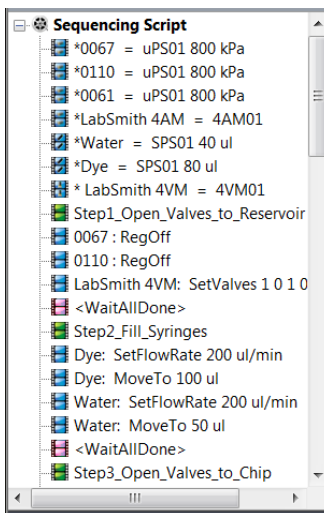 Sequencing Script
*0067 = uPS01 800 kPa
*0110 = uPS01 800 kPa
*0061 = uPS01 800 kPa
*LabSmith 4AM = 4AM01
*Water = SPS01 40 ul
*Dye = SPS01 80 ul
* LabSmith 4VM = 4VM01
Step1_Open_Valves_to_Reservoir
0067 : RegOff
0110 : RegOff
LabSmith 4VM: SetValves 1 0 1 0
<WaitAllDone>
Step2_Fill_Syringes
Dye: SetFlowRate 200 ul/min
Dye: MoveTo 100 ul
Water: SetFlowRate 200 ul/min
Water: MoveTo 50 ul
<WaitAllDone>
Step3_Open_Valves_to_Chip